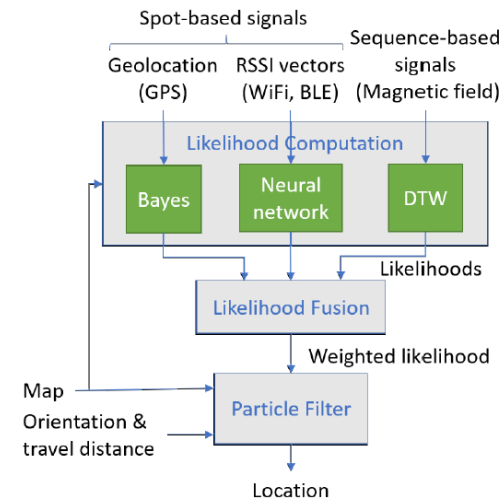 Spot-based signals
Geolocation
(GPS)
RSSI vectors
(WiFi, BLE)
Sequence-based
signals
(Magnetic field)
Likelihood Computation
Bayes
Neural
network
DTW
Likelihoods
Likelihood Fusion
Weighted likelihood
Map
Particle Filter
Orientation &
travel distance
Location